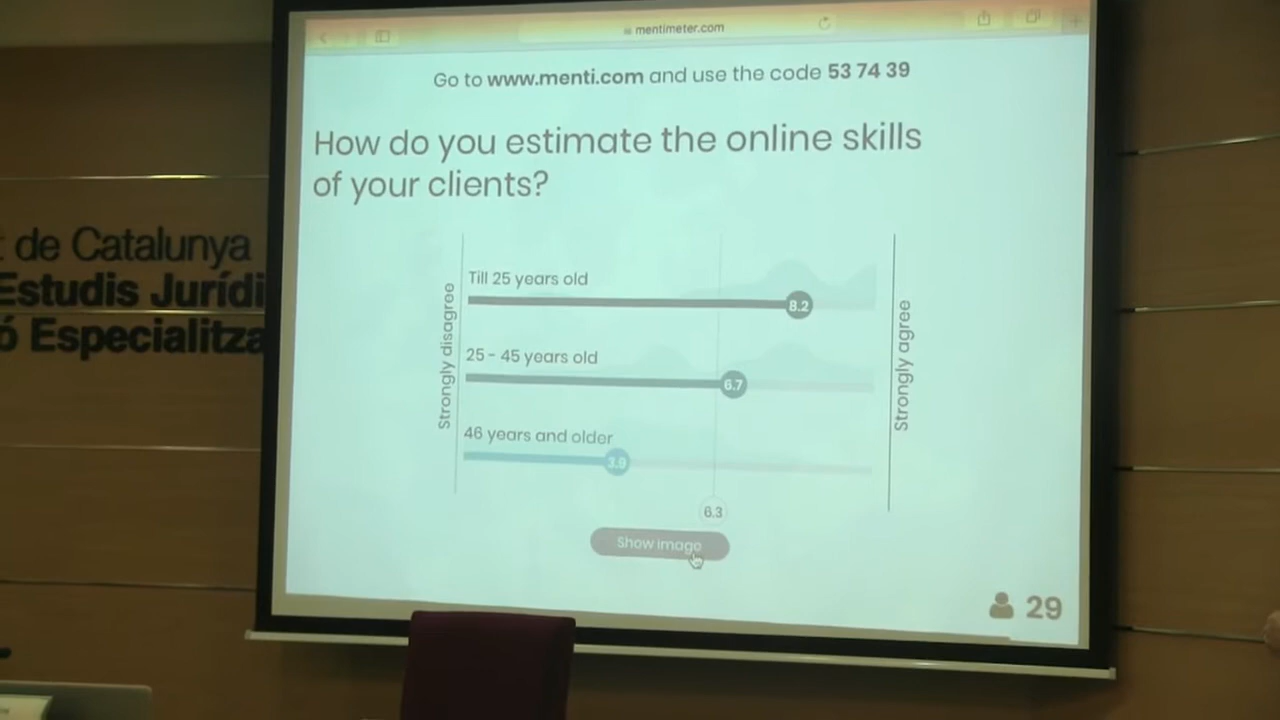 mentimeter.com
Go to www.menti.com and use the code 53 74 39
How do you estimate the online skills
of your clients?
Strongly disagree
Till 25 years old
8.2
25 - 45 years old
6.7
46 years and older
3.9
Strongly agree
6.3
Show image
29
de Catalunya
Estudis Jurídi
ó Especialitza